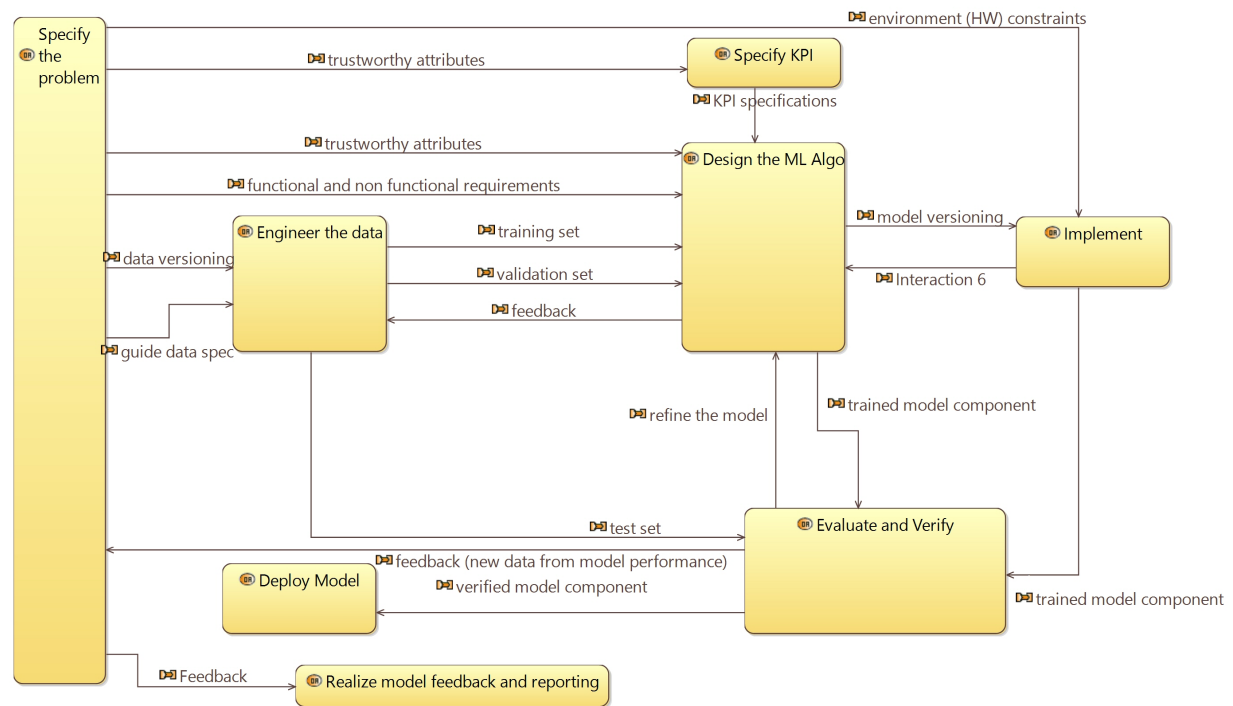 environment (HW) constraints
Specify
the
problem
Specify KPI
trustworthy attributes
KPI specifications
trustworthy attributes
Design the ML Algo
functional and non functional requirements
model versioning
Engineer the data
training set
Implement
data versioning
validation set
Interaction 6
feedback
guide data spec
refine the model
trained model component
Evaluate and Verify
test set
feedback (new data from model performance)
Deploy Model
verified model component
trained model component
Feedback
Realize model feedback and reporting